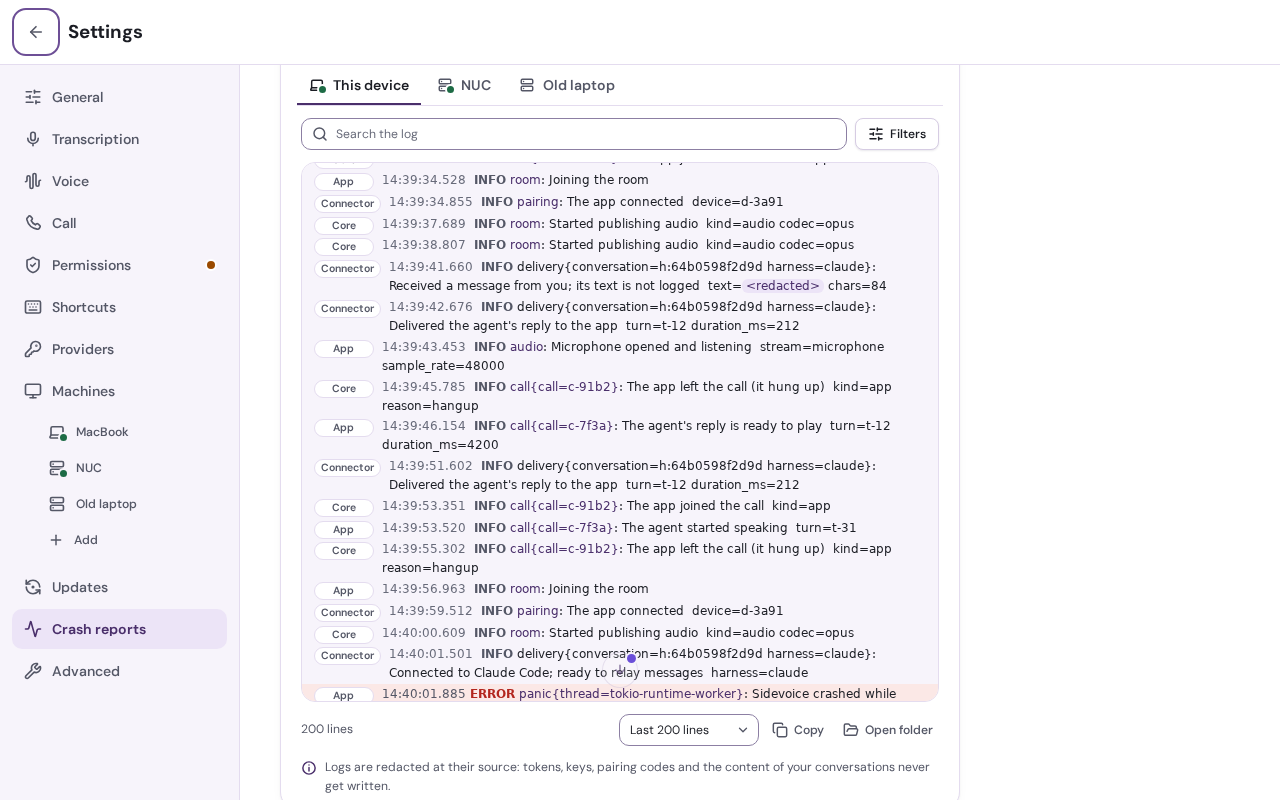 Settings
General
Transcription
Voice
Call
Permissions
Shortcuts
Providers
Machines
MacBook
NUC
Old laptop
Add
Updates
Crash reports
Advanced
This device
NUC
Old laptop
Search the log
Filters
App 14:39:34.528 INFO room: Joining the room
Connector 14:39:34.855 INFO pairing: The app connected device=d-3a91
Core 14:39:37.689 INFO room: Started publishing audio kind=audio codec=opus
Core 14:39:38.807 INFO room: Started publishing audio kind=audio codec=opus
Connector 14:39:41.660 INFO delivery{conversation=h:64b0598f2d9d harness=claude}:
Received a message from you; its text is not logged text=<redacted> chars=84
Connector 14:39:42.676 INFO delivery{conversation=h:64b0598f2d9d harness=claude}:
Delivered the agent's reply to the app turn=t-12 duration_ms=212
App 14:39:43.453 INFO audio: Microphone opened and listening stream=microphone
sample_rate=48000
Core 14:39:45.785 INFO call{call=c-91b2}: The app left the call (it hung up) kind=app
reason=hangup
App 14:39:46.154 INFO call{call=c-7f3a}: The agent's reply is ready to play turn=t-12
duration_ms=4200
Connector 14:39:51.602 INFO delivery{conversation=h:64b0598f2d9d harness=claude}:
Delivered the agent's reply to the app turn=t-12 duration_ms=212
Core 14:39:53.351 INFO call{call=c-91b2}: The app joined the call kind=app
App 14:39:53.520 INFO call{call=c-7f3a}: The agent started speaking turn=t-31
Core 14:39:55.302 INFO call{call=c-91b2}: The app left the call (it hung up) kind=app
reason=hangup
App 14:39:56.963 INFO room: Joining the room
Connector 14:39:59.512 INFO pairing: The app connected device=d-3a91
Core 14:40:00.609 INFO room: Started publishing audio kind=audio codec=opus
Connector 14:40:01.501 INFO delivery{conversation=h:64b0598f2d9d harness=claude}:
Connected to Claude Code; ready to relay messages harness=claude
App 14:40:01.885 ERROR panic{thread=tokio-runtime-worker}: Sidevoice crashed while
200 lines
Last 200 lines
Copy
Open folder
Logs are redacted at their source: tokens, keys, pairing codes and the content of your conversations never
get written.